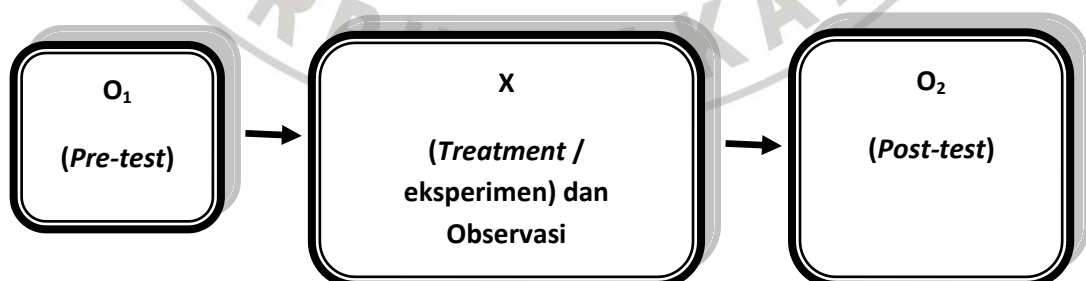 O₁
(Pre-test)
X
(Treatment /
eksperimen) dan
Observasi
O₂
(Post-test)